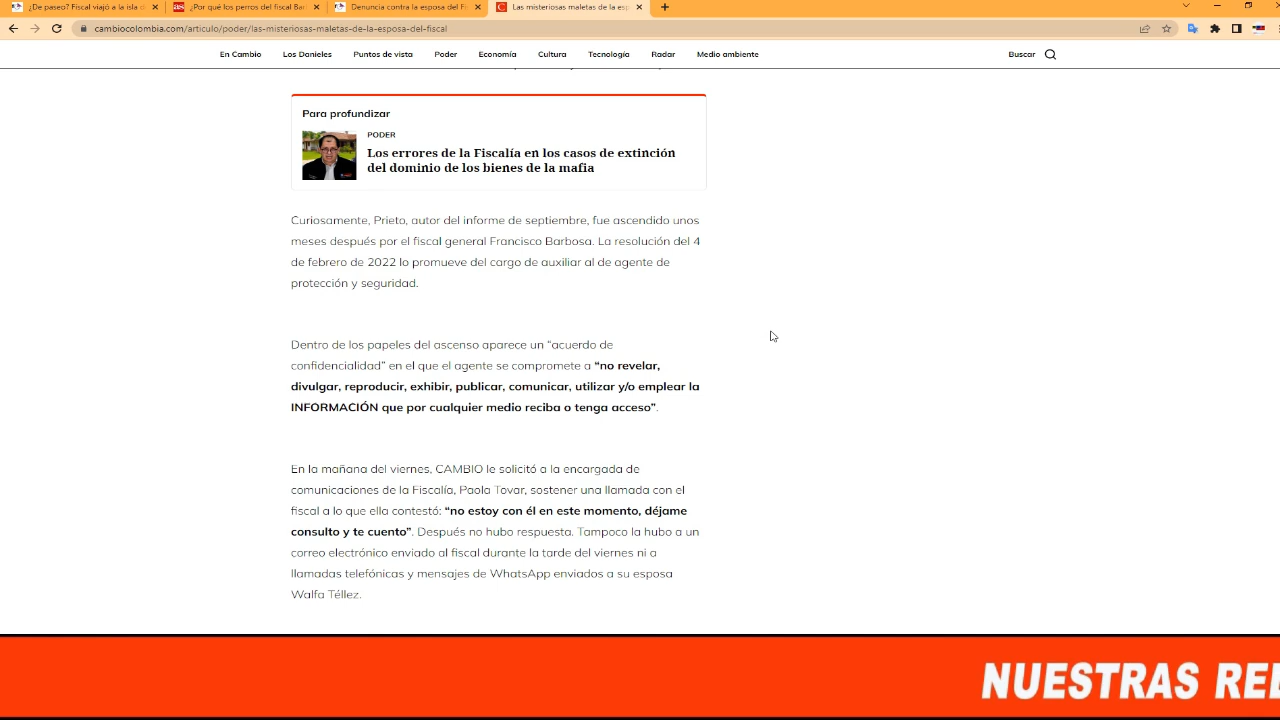 ¿De paseo? Fiscal viajó a la isla d
¿Por qué los perros del fiscal Bar
Denuncia contra la esposa del Fi
Las misteriosas maletas de la esp
cambiocolombia.com/articulo/poder/las-misteriosas-maletas-de-la-esposa-del-fiscal
En Cambio Los Danieles Puntos de vista Poder Economía Cultura Tecnología Radar Medio ambiente Buscar
Para profundizar
PODER
Los errores de la Fiscalía en los casos de extinción
del dominio de los bienes de la mafia
Curiosamente, Prieto, autor del informe de septiembre, fue ascendido unos
meses después por el fiscal general Francisco Barbosa. La resolución del 4
de febrero de 2022 lo promueve del cargo de auxiliar al de agente de
protección y seguridad.
Dentro de los papeles del ascenso aparece un “acuerdo de
confidencialidad” en el que el agente se compromete a “no revelar,
divulgar, reproducir, exhibir, publicar, comunicar, utilizar y/o emplear la
INFORMACIÓN que por cualquier medio reciba o tenga acceso”.
En la mañana del viernes, CAMBIO le solicitó a la encargada de
comunicaciones de la Fiscalía, Paola Tovar, sostener una llamada con el
fiscal a lo que ella contestó: “no estoy con él en este momento, déjame
consulto y te cuento”. Después no hubo respuesta. Tampoco la hubo a un
correo electrónico enviado al fiscal durante la tarde del viernes ni a
llamadas telefónicas y mensajes de WhatsApp enviados a su esposa
Walfa Téllez.
NUESTRAS RE